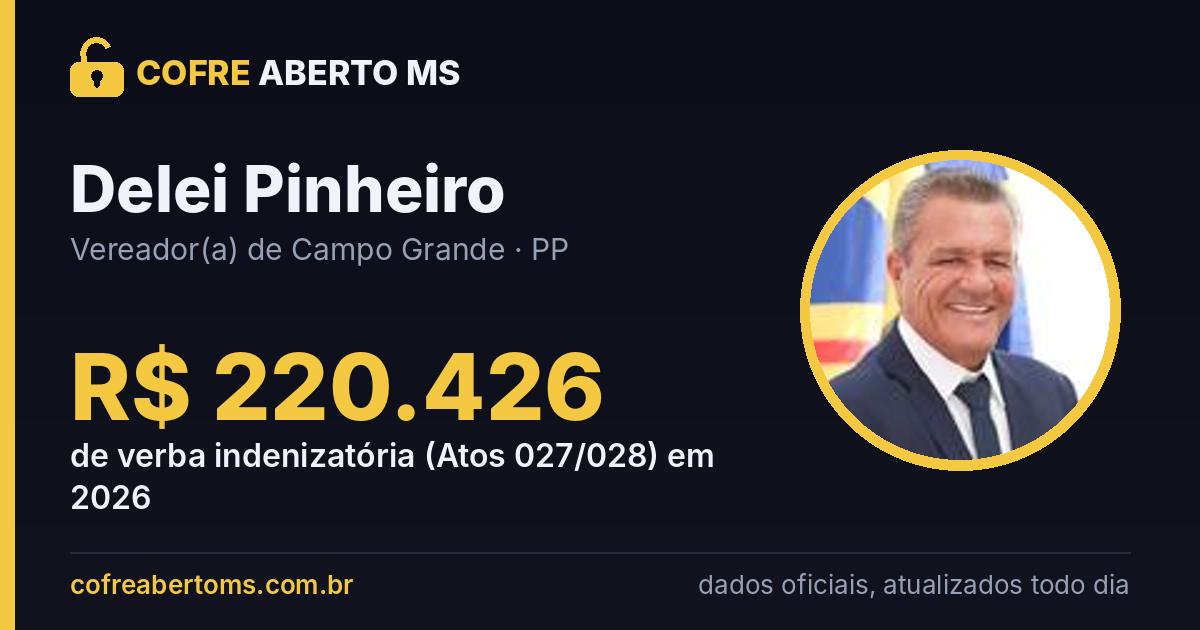 COFRE ABERTO MS
Delei Pinheiro
Vereador(a) de Campo Grande · PP
R$ 220.426
de verba indenizatória (Atos 027/028) em
2026
cofreabertoms.com.br
dados oficiais, atualizados todo dia